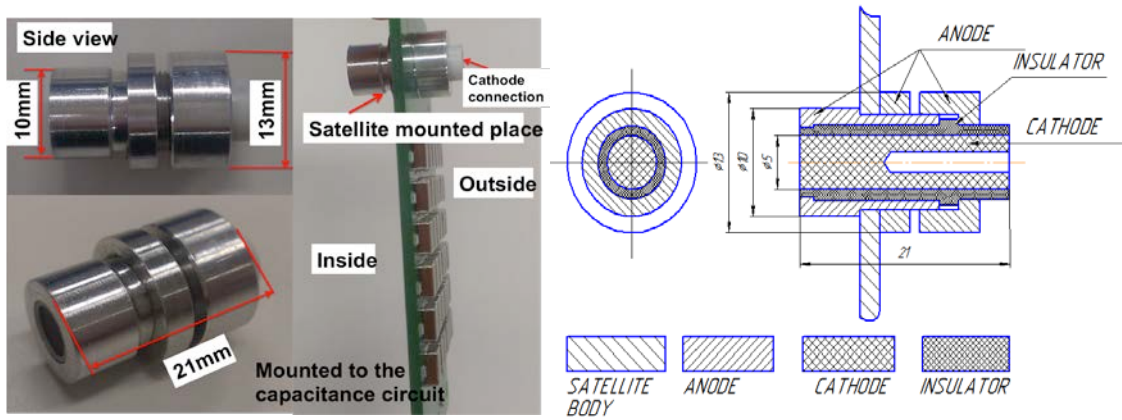 Side view
10mm
13mm
21mm
Cathode
connection
Satellite mounted place
Outside
Inside
Mounted to the
capacitance circuit
ANODE
INSULATOR
CATHODE
ø13
ø10
ø5
21
SATELLITE
BODY
ANODE
CATHODE
INSULATOR